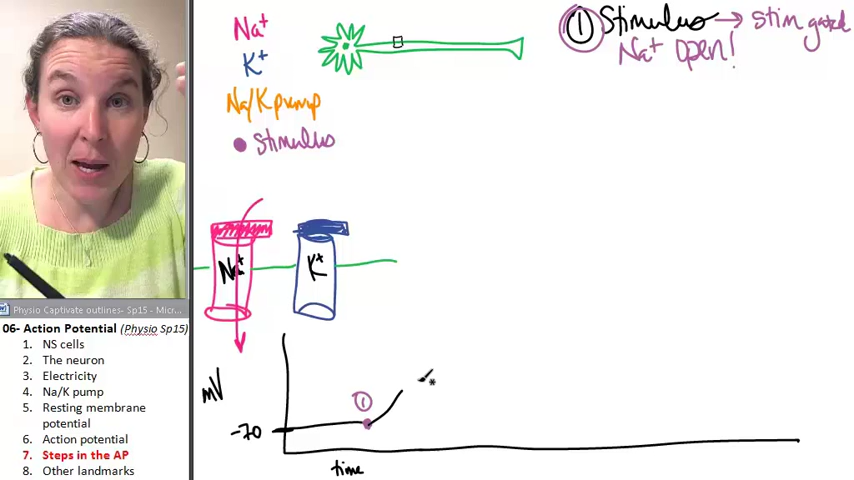 Na+
K+
Na/K pump
stimulus
① Stimulus → stim gated
Na+ open!
Na+
K+
mV
①
-70
time
Physio Captivate outlines- Sp15 - Micr...
06- Action Potential (Physio Sp15)
1. NS cells
2. The neuron
3. Electricity
4. Na/K pump
5. Resting membrane
potential
6. Action potential
7. Steps in the AP
8. Other landmarks